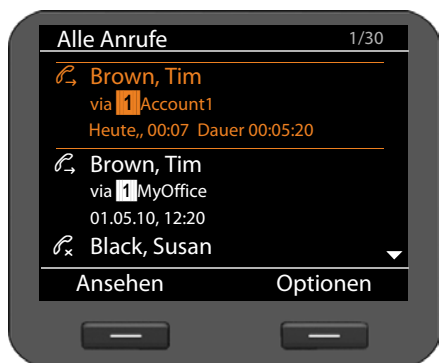 Alle Anrufe 1/30
Brown, Tim
via 1 Account1
Heute,, 00:07 Dauer 00:05:20
Brown, Tim
via 1 MyOffice
01.05.10, 12:20
Black, Susan
Ansehen Optionen